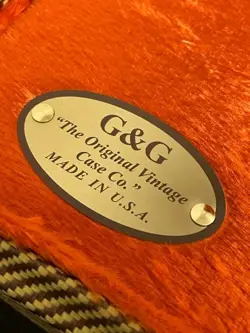 G&G
"The Original Vintage
Case Co."
MADE IN U.S.A.